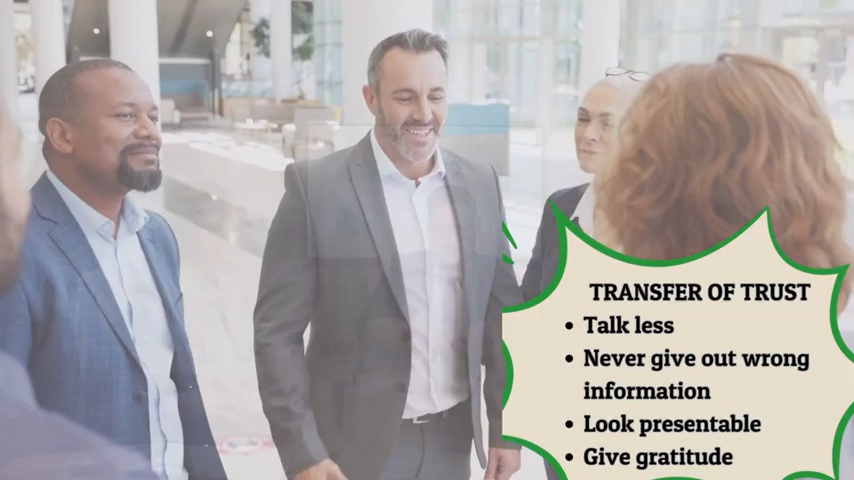 TRANSFER OF TRUST
• Talk less
• Never give out wrong
information
• Look presentable
• Give gratitude